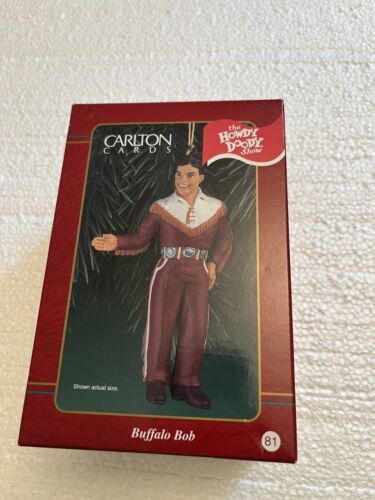 CARLTON
CARDS
the
HOWDY
DOODY
Show
Shown actual size.
Buffalo Bob
81